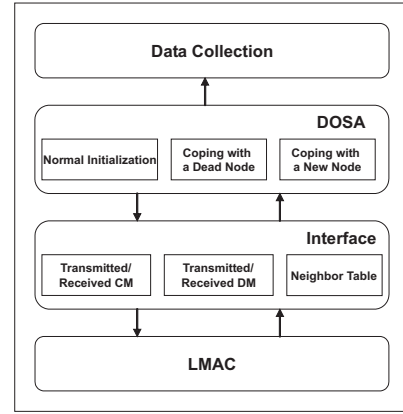 Data Collection
DOSA
Normal Initialization
Coping with
a Dead Node
Coping with
a New Node
Interface
Transmitted/
Received CM
Transmitted/
Received DM
Neighbor Table
LMAC